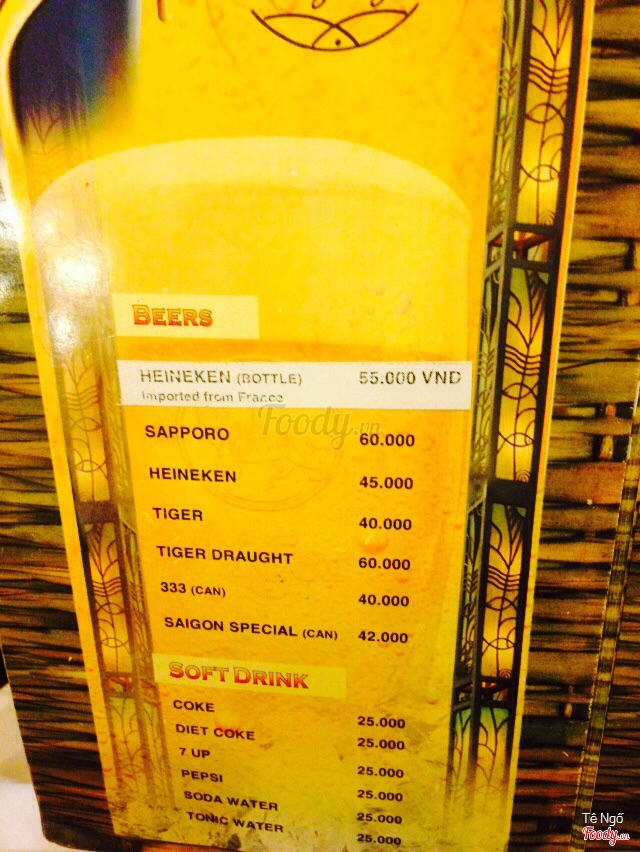 BEERS
HEINEKEN (BOTTLE) 55.000 VND
Imported from France
Foody.vn
SAPPORO 60.000
HEINEKEN 45.000
TIGER 40.000
TIGER DRAUGHT 60.000
333 (CAN) 40.000
SAIGON SPECIAL (CAN) 42.000
SOFT DRINK
COKE 25.000
DIET COKE 25.000
7 UP 25.000
PEPSI 25.000
SODA WATER 25.000
TONIC WATER 25.000
Tê Ngố
Foody.vn